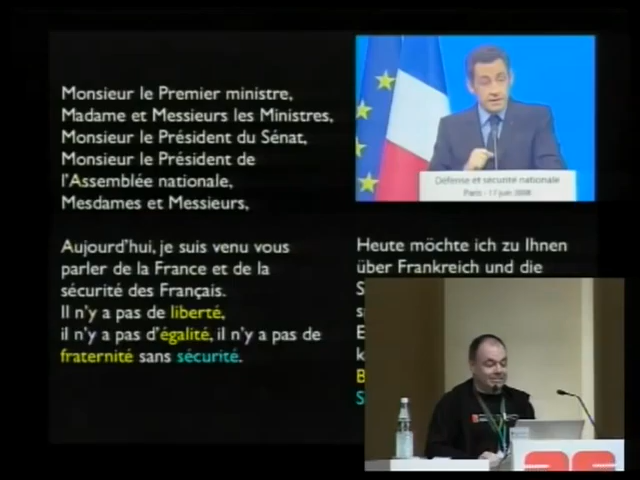 Monsieur le Premier ministre,
Madame et Messieurs les Ministres,
Monsieur le Président du Sénat,
Monsieur le Président de
l'Assemblée nationale,
Mesdames et Messieurs,
Aujourd'hui, je suis venu vous
parler de la France et de la
sécurité des Français.
Il n'y a pas de liberté,
il n'y a pas d'égalité, il n'y a pas de
fraternité sans sécurité.
Défense et sécurité nationale
Paris - 17 juin 2008
Heute möchte ich zu Ihnen
über Frankreich und die